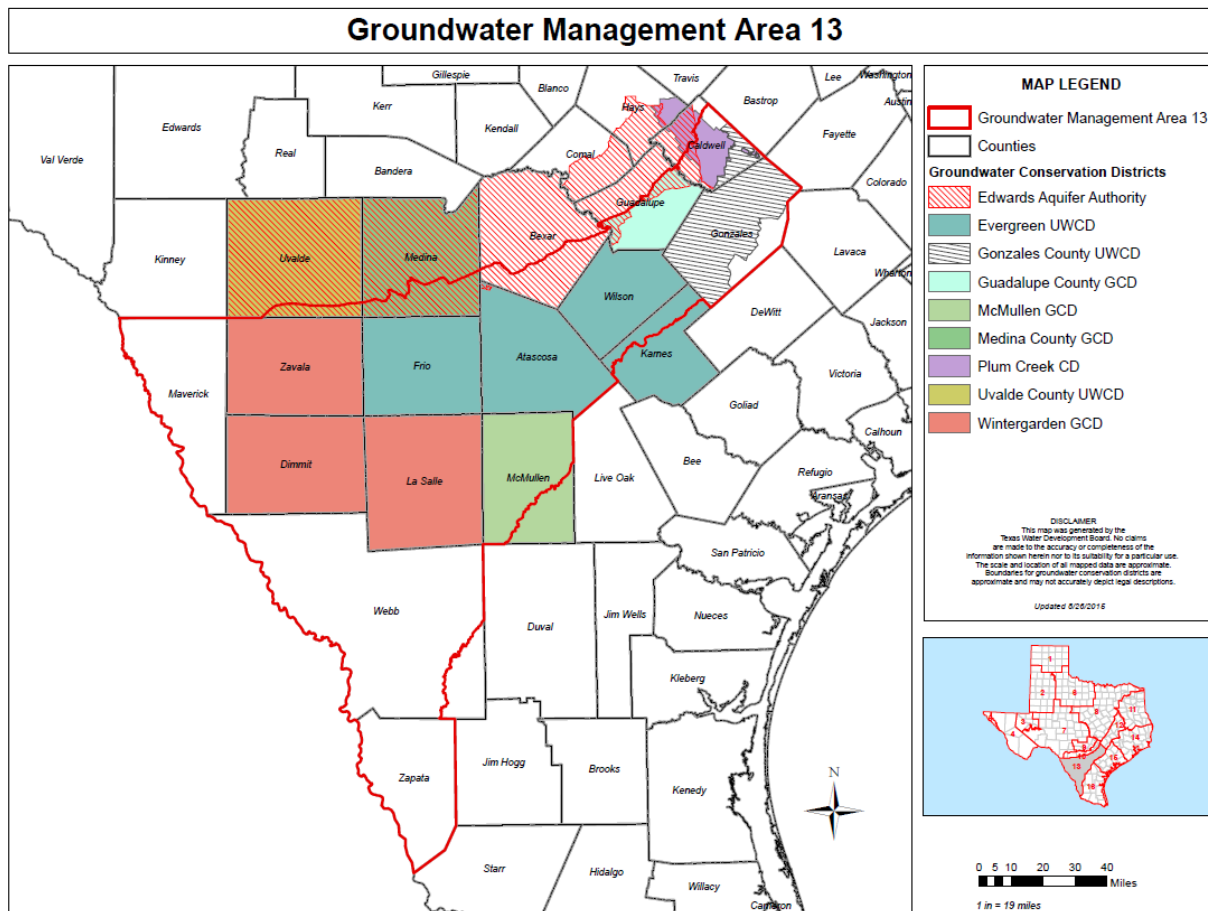 Groundwater Management Area 13
Gillespie
Travis
Lee
Washington
Blanco
Kerr
Hays
Bastrop
Austin
Edwards
Kendall
Fayette
Real
Caldwell
Val Verde
Comal
Bandera
Colorado
Guadalupe
Bexar
Gonzales
Kinney
Uvalde
Medina
Lavaca
Wharton
Wilson
DeWitt
Jackson
Zavala
Frio
Atascosa
Karnes
Maverick
Victoria
Goliad
Calhoun
Dimmit
La Salle
McMullen
Live Oak
Bee
Refugio
Aransas
San Patricio
Webb
Duval
Jim Wells
Nueces
Kleberg
Zapata
Jim Hogg
Brooks
Kenedy
N
Starr
Hidalgo
Willacy
Cameron
MAP LEGEND
Groundwater Management Area 13
Counties
Groundwater Conservation Districts
Edwards Aquifer Authority
Evergreen UWCD
Gonzales County UWCD
Guadalupe County GCD
McMullen GCD
Medina County GCD
Plum Creek CD
Uvalde County UWCD
Wintergarden GCD
DISCLAIMER
This map was generated by the
Texas Water Development Board. No claims
are made to the accuracy or completeness of the
information shown herein nor to its suitability for a particular use.
The scale and location of all mapped data are approximate.
Boundaries for groundwater conservation districts are
approximate and may not accurately depict legal descriptions.
1
2
6
8
11
3
7
12
4
9
14
10
13
15
16
0 5 10 20 30 40
Miles
1 in = 19 miles